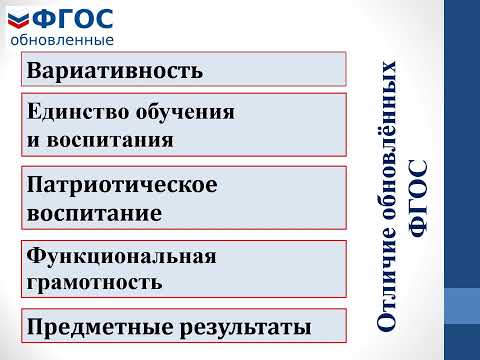 ФГОС
обновленные
Вариативность
Единство обучения
и воспитания
Патриотическое
воспитание
Функциональная
грамотность
Предметные результаты
Отличие обновлённых
ФГОС